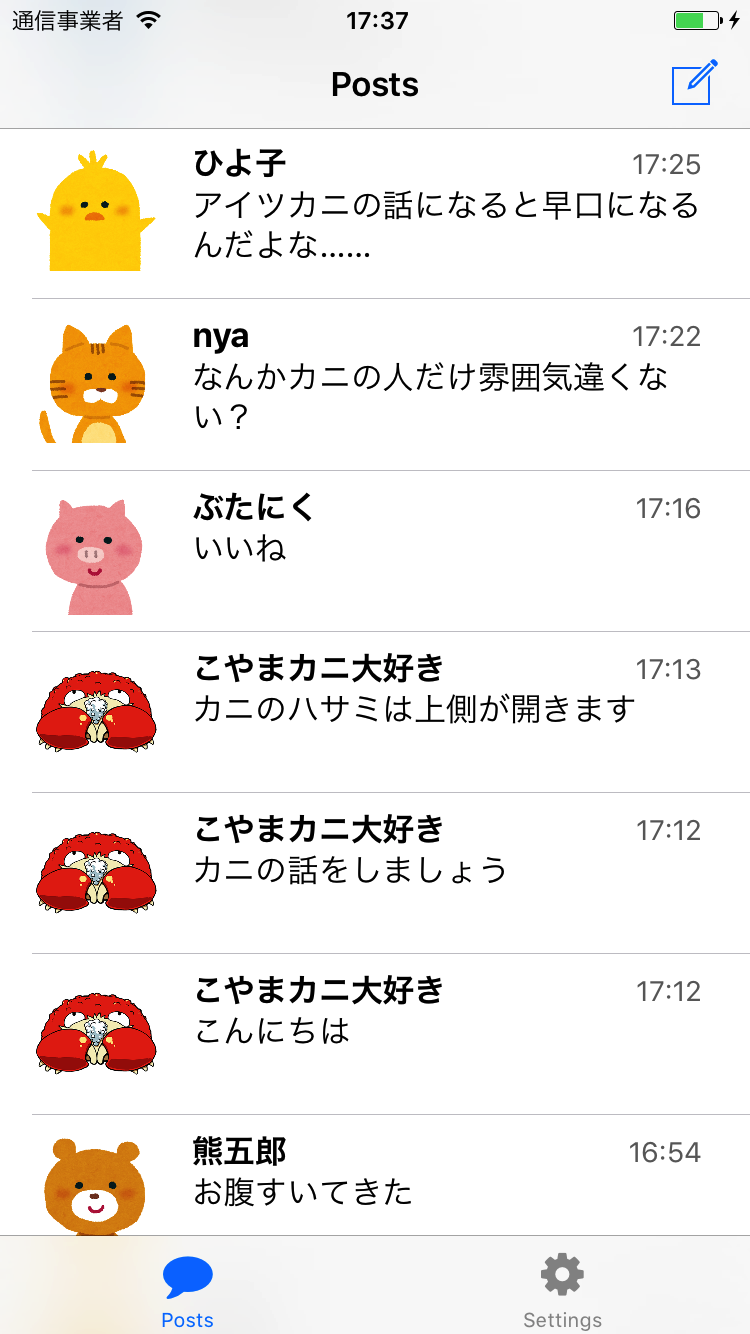 通信事業者 17:37
Posts
ひよ子 17:25
アイツカニの話になると早口になる
んだよな……
nya 17:22
なんかカニの人だけ雰囲気違くな
い？
ぶたにく 17:16
いいね
こやまカニ大好き 17:13
カニのハサミは上側が開きます
こやまカニ大好き 17:12
カニの話をしましょう
こやまカニ大好き 17:12
こんにちは
熊五郎 16:54
お腹すいてきた
Posts Settings